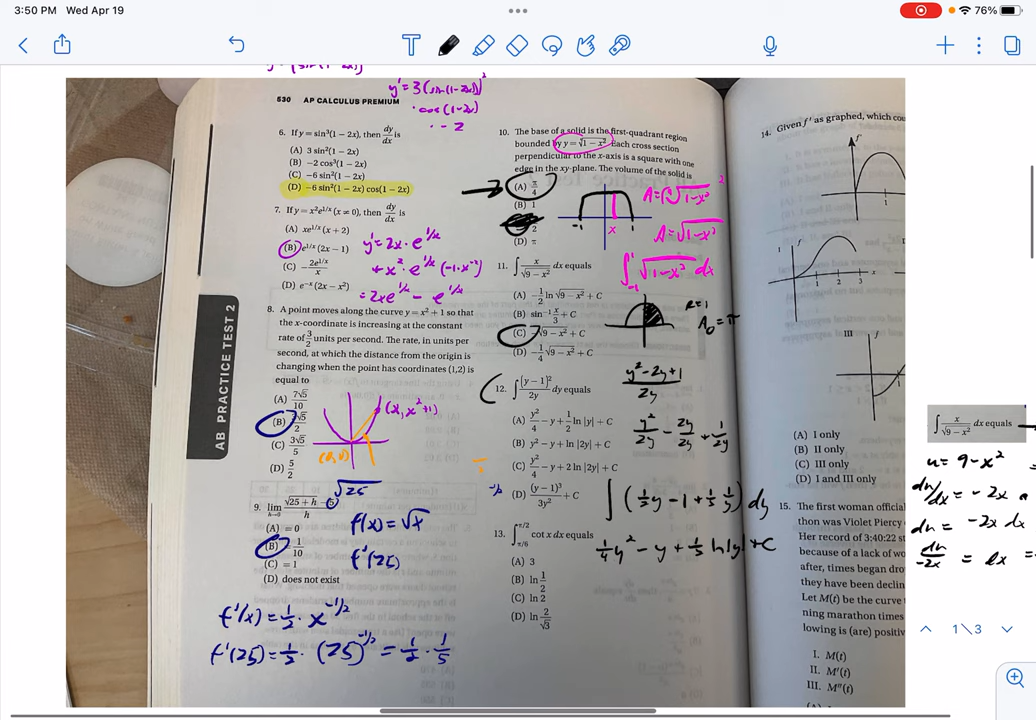 3:50 PM Wed Apr 19
76%
y' = 3(sin(1-2x))²
· cos(1-2x)
· -2
530 AP CALCULUS PREMIUM
6. If y = sin³(1 − 2x), then dy/dx is
(A) 3 sin²(1 − 2x)
(B) −2 cos³(1 − 2x)
(C) −6 sin²(1 − 2x)
(D) −6 sin²(1 − 2x) cos(1 − 2x)
7. If y = x²e^(1/x) (x ≠ 0), then dy/dx is
(A) xe^(1/x) (x + 2)
(B) e^(1/x) (2x − 1)
(C) −2e^(1/x)/x
(D) e^(−x) (2x − x²)
y' = 2x · e^(1/x)
+ x² · e^(1/x) (-1·x^(-2))
= 2xe^(1/x) − e^(1/x)
8. A point moves along the curve y = x² + 1 so that
the x-coordinate is increasing at the constant
rate of 3/2 units per second. The rate, in units per
second, at which the distance from the origin is
changing when the point has coordinates (1,2) is
equal to
(A) 7√5/10
(B) √5/2
(C) 3√5/5
(D) 5/2
(x, x²+1)
√25
9. lim h→0 √25 + h − 5 / h
(A) = 0
(B) = 1/10
(C) = 1
(D) does not exist
f(x) = √x
f'(25)
f'(x) = 1/2 · x^(-1/2)
f'(25) = 1/2 · (25)^(-1/2) = 1/2 · 1/5
AB PRACTICE TEST 2
10. The base of a solid is the first-quadrant region
bounded by y = √1 − x² Each cross section
perpendicular to the x-axis is a square with one
edge in the xy-plane. The volume of the solid is
(A) π/4
(B) 1
2
(D) π
-1
x
1
A = √1-x²
∫ √1-x² dx
R = 1
11. ∫ x/√9 − x² dx equals
(A) −1/2 ln √9 − x² + C
(B) sin⁻¹ x/3 + C
(C) −√9 − x² + C
(D) −1/4 √9 − x² + C
12. ∫ (y − 1)²/2y dy equals
(A) y²/4 − y + 1/2 ln |y| + C
(B) y² − y + ln |2y| + C
(C) y²/4 − y + 2 ln |2y| + C
(D) (y − 1)³/3y² + C
y² − 2y + 1 / 2y
y²/2y − 2y/2y + 1/2y
1/4 y² − y + 1/5 ln|y| + C
13. ∫ π/6 π/2 cot x dx equals
(A) 3
(B) ln 1/2
(C) ln 2
(D) ln 2/√3
14. Given f' as graphed, which cou
f'
I
f
1 2 3
x
III
f
1
(A) I only
(B) II only
(C) III only
(D) I and III only
15. The first woman official
thon was Violet Piercy
Her record of 3:40:22 st
because of a lack of wo
after, times began dro
they have been declin
Let M(t) be the curve
ning marathon times
lowing is (are) positiv
I. M(t)
II. M'(t)
III. M''(t)
∫ x/√9 − x² dx equals
u = 9 − x²
du/dx = −2x
du = −2x dx
du/−2x = dx =
1\3